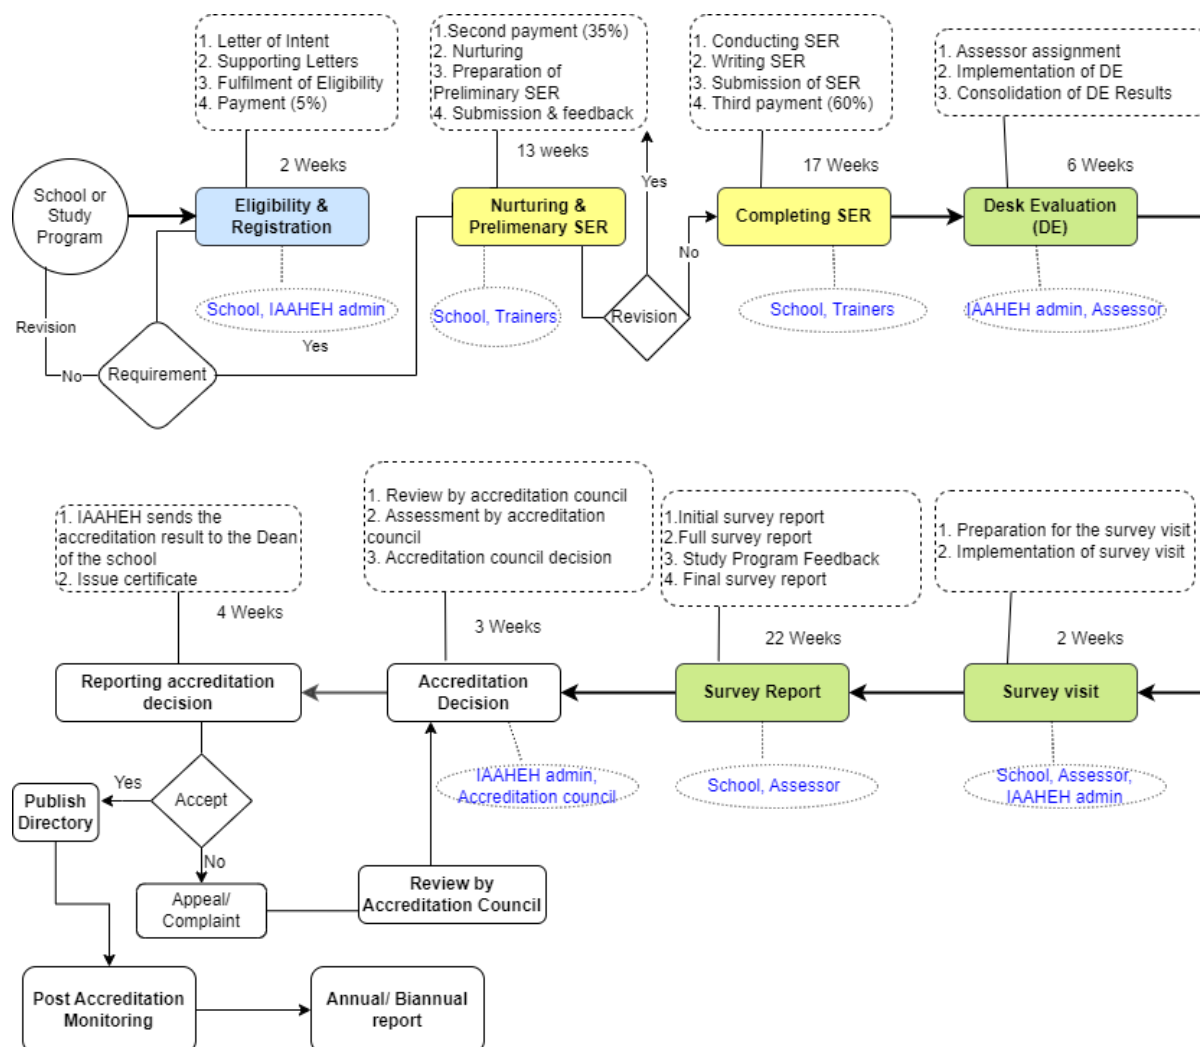 1. Letter of Intent
2. Supporting Letters
3. Fulfilment of Eligibility
4. Payment (5%)
1.Second payment (35%)
2. Nurturing
3. Preparation of
Preliminary SER
4. Submission & feedback
1. Conducting SER
2. Writing SER
3. Submission of SER
4. Third payment (60%)
1. Assessor assignment
2. Implementation of DE
3. Consolidation of DE Results
2 Weeks
13 weeks
17 Weeks
6 Weeks
School or
Study
Program
Eligibility &
Registration
Nurturing &
Prelimenary SER
Yes
Completing SER
Desk Evaluation
(DE)
No
School, IAAHEH admin
School, Trainers
Revision
School, Trainers
IAAHEH admin, Assessor
Revision
Yes
No
Requirement
1. IAAHEH sends the
accreditation result to the Dean
of the school
2. Issue certificate
1. Review by accreditation council
2. Assessment by accreditation
council
3. Accreditation council decision
1.Initial survey report
2.Full survey report
3. Study Program Feedback
4. Final survey report
1. Preparation for the survey visit
2. Implementation of survey visit
4 Weeks
3 Weeks
22 Weeks
2 Weeks
Reporting accreditation
decision
Accreditation
Decision
Survey Report
Survey visit
IAAHEH admin,
Accreditation council
School, Assessor
School, Assessor,
IAAHEH admin
Yes
Accept
Publish
Directory
No
Appeal/
Complaint
Review by
Accreditation Council
Post Accreditation
Monitoring
Annual/ Biannual
report